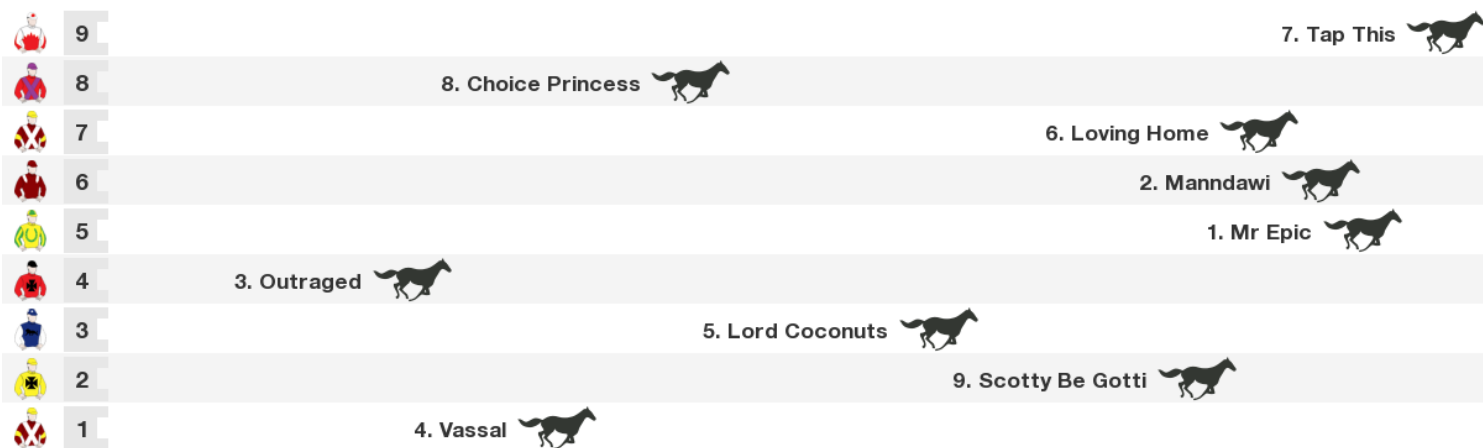 9 7. Tap This
8 8. Choice Princess
7 6. Loving Home
6 2. Manndawi
5 1. Mr Epic
4 3. Outraged
3 5. Lord Coconuts
2 9. Scotty Be Gotti
1 4. Vassal